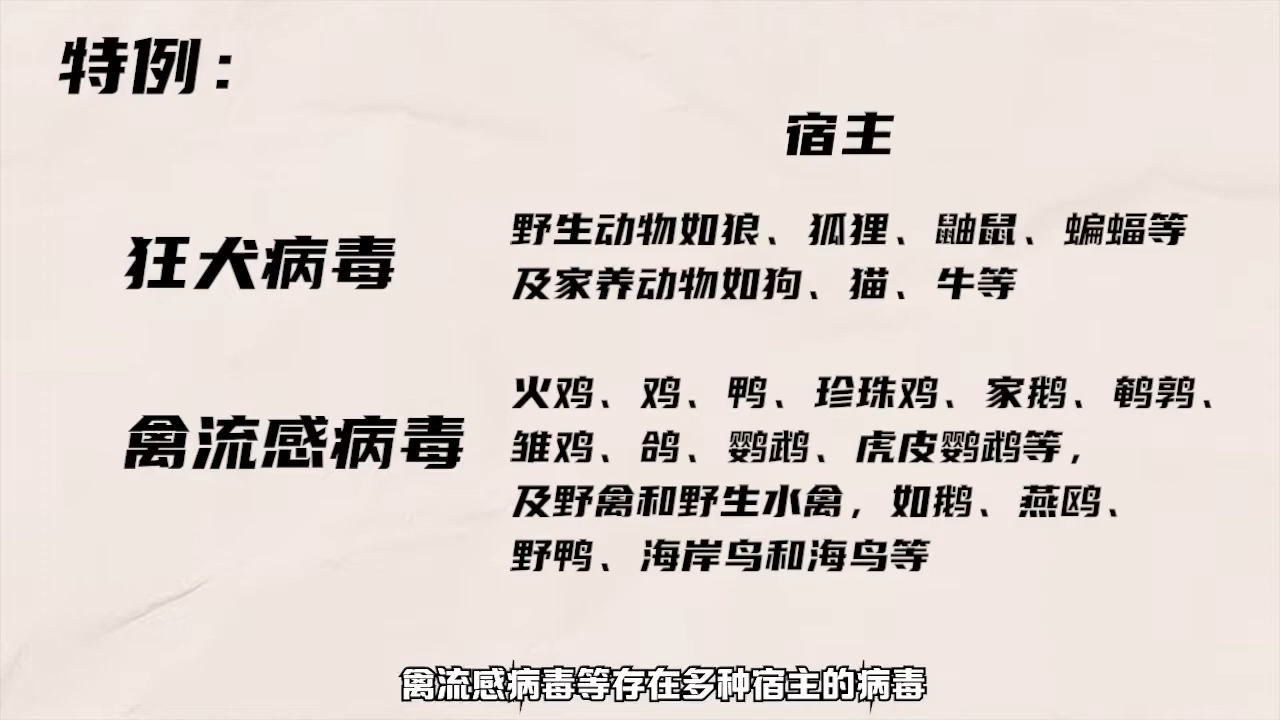 特例：
宿主
狂犬病毒
野生动物如狼、狐狸、鼬鼠、蝙蝠等
及家养动物如狗、猫、牛等
禽流感病毒
火鸡、鸡、鸭、珍珠鸡、家鹅、鹌鹑、
雏鸡、鸽、鹦鹉、虎皮鹦鹉等，
及野禽和野生水禽，如鹅、燕鸥、
野鸭、海岸鸟和海鸟等
禽流感病毒等存在多种宿主的病毒